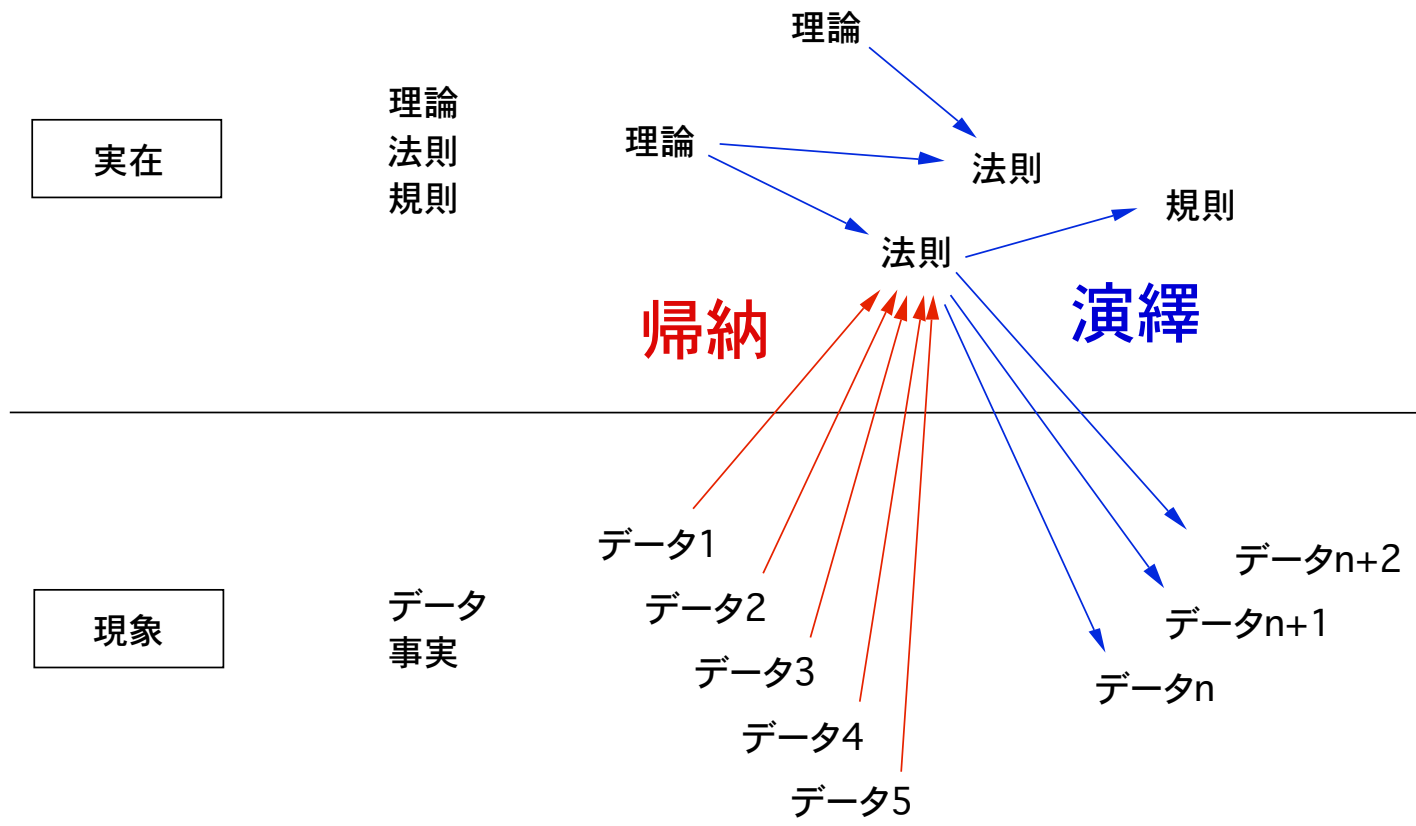 理論
理論
法則
規則
実在
理論
法則
規則
法則
帰納
演繹
データ1
データ2
データ3
データ4
データ5
データn+2
データn+1
データn
現象
データ
事実